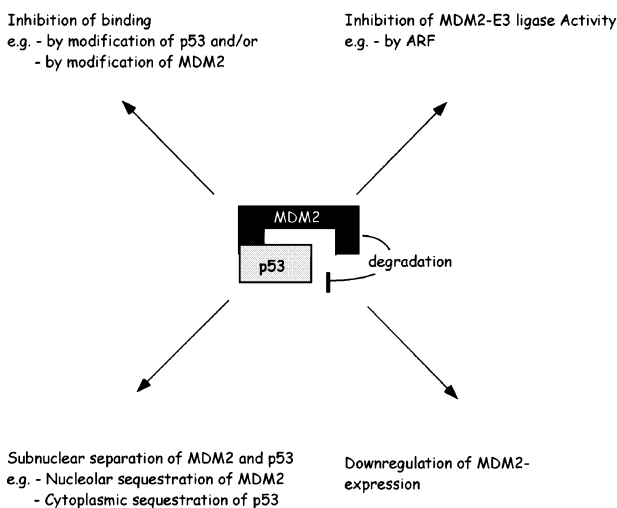 Inhibition of binding
e.g. - by modification of p53 and/or
- by modification of MDM2
Inhibition of MDM2-E3 ligase Activity
e.g. - by ARF
MDM2
p53
degradation
Subnuclear separation of MDM2 and p53
e.g. - Nucleolar sequestration of MDM2
- Cytoplasmic sequestration of p53
Downregulation of MDM2-
expression